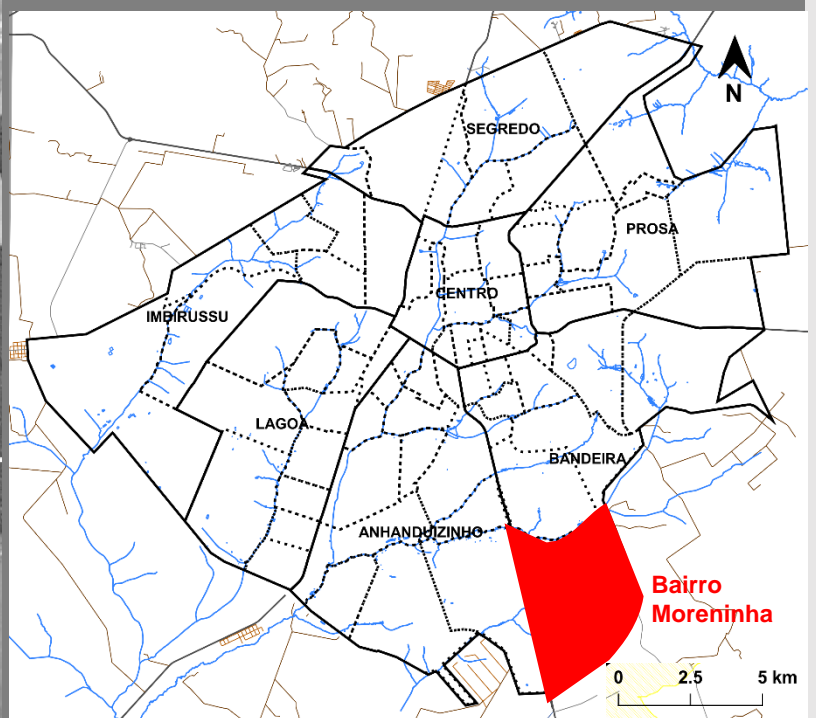 N
SEGREDO
PROSA
CENTRO
IMBIRUSSU
LAGOA
BANDEIRA
ANHANDUIZINHO
Bairro
Moreninha
0 2.5 5 km